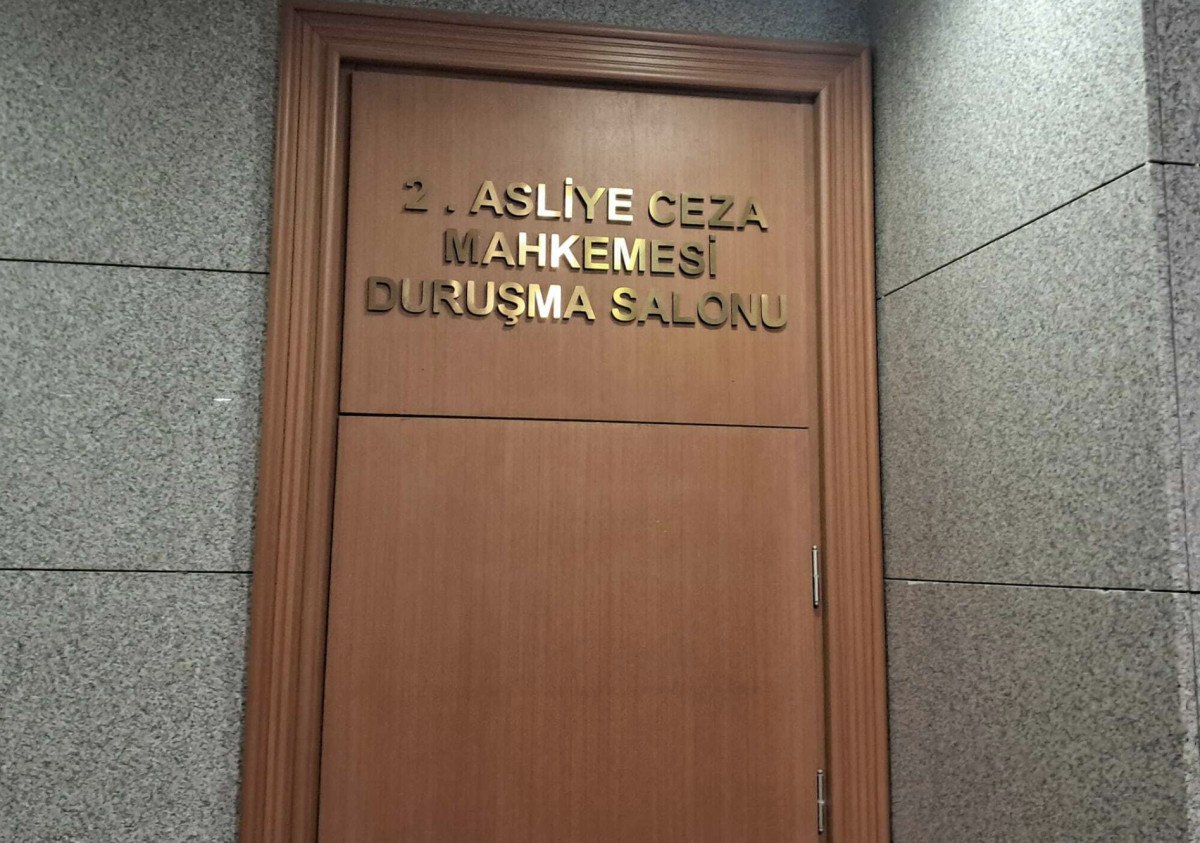 2 . ASLİYE CEZA
MAHKEMESİ
DURUŞMA SALONU